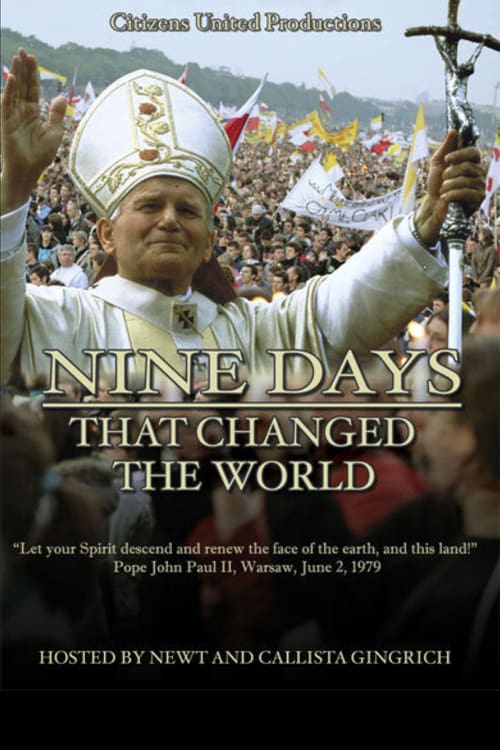 Citizens United Productions
NINE DAYS
THAT CHANGED
THE WORLD
“Let your Spirit descend and renew the face of the earth, and this land!”
Pope John Paul II, Warsaw, June 2, 1979
HOSTED BY NEWT AND CALLISTA GINGRICH